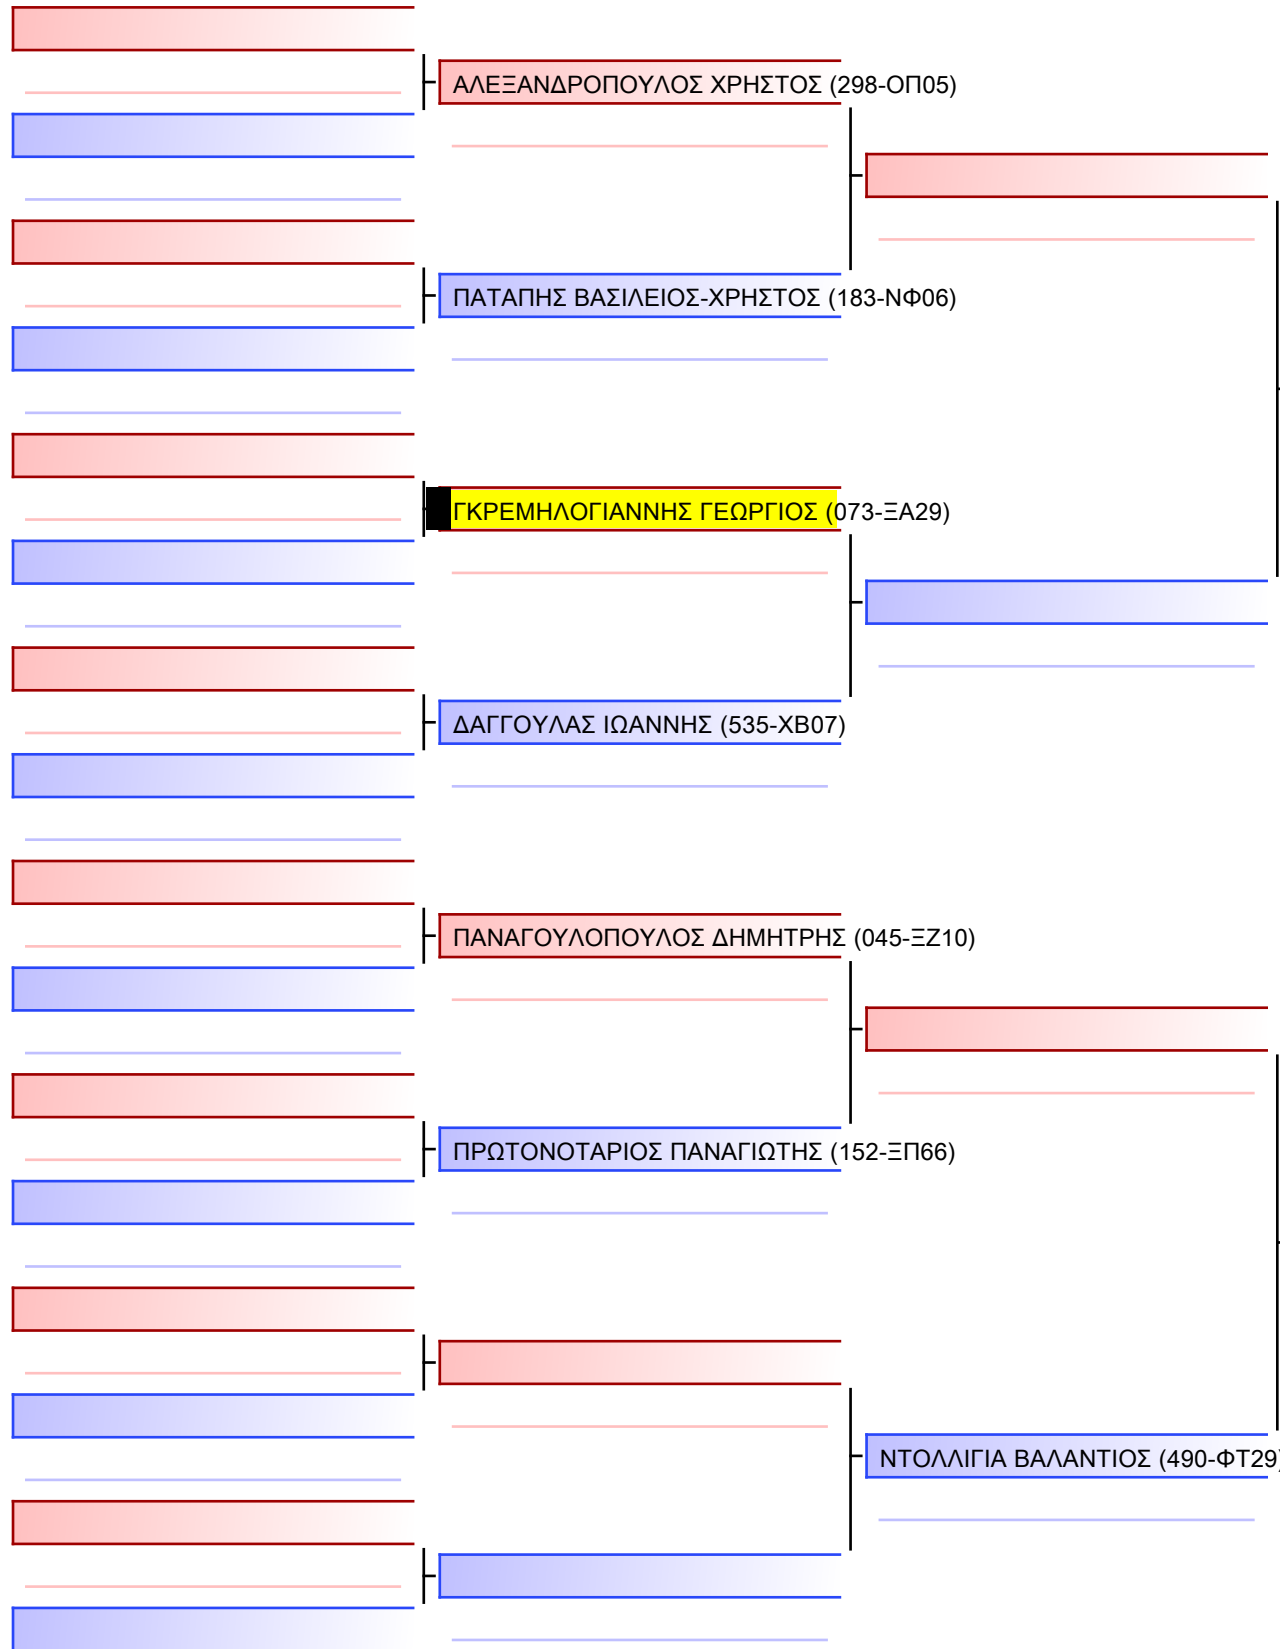 ΑΛΕΞΑΝΔΡΟΠΟΥΛΟΣ ΧΡΗΣΤΟΣ (298-ΟΠ05)
ΠΑΤΑΠΗΣ ΒΑΣΙΛΕΙΟΣ-ΧΡΗΣΤΟΣ (183-ΝΦ06)
ΓΚΡΕΜΗΛΟΓΙΑΝΝΗΣ ΓΕΩΡΓΙΟΣ (073-ΞΑ29)
ΔΑΓΓΟΥΛΑΣ ΙΩΑΝΝΗΣ (535-ΧΒ07)
ΠΑΝΑΓΟΥΛΟΠΟΥΛΟΣ ΔΗΜΗΤΡΗΣ (045-ΞΖ10)
ΠΡΩΤΟΝΟΤΑΡΙΟΣ ΠΑΝΑΓΙΩΤΗΣ (152-ΞΠ66)
ΝΤΟΛΛΙΓΙΑ ΒΑΛΑΝΤΙΟΣ (490-ΦΤ29)